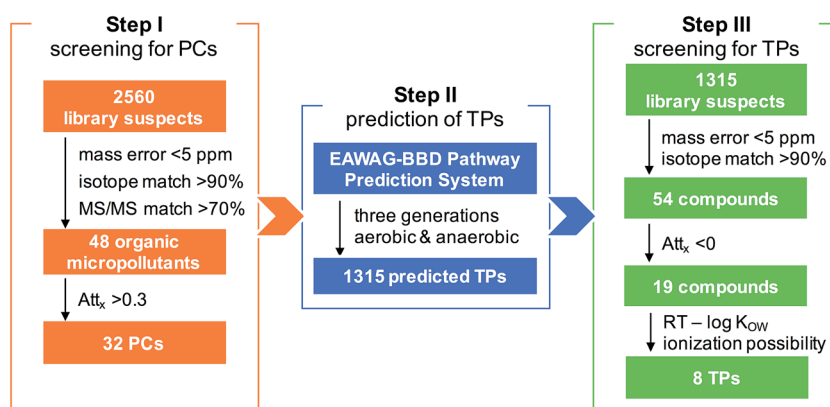 Step I
screening for PCs
2560
library suspects
mass error <5 ppm
isotope match >90%
MS/MS match >70%
48 organic
micropollutants
Attx >0.3
32 PCs
Step II
prediction of TPs
EAWAG-BBD Pathway
Prediction System
three generations
aerobic & anaerobic
1315 predicted TPs
Step III
screening for TPs
1315
library suspects
mass error <5 ppm
isotope match >90%
54 compounds
Attx <0
19 compounds
RT – log KOW
ionization possibility
8 TPs